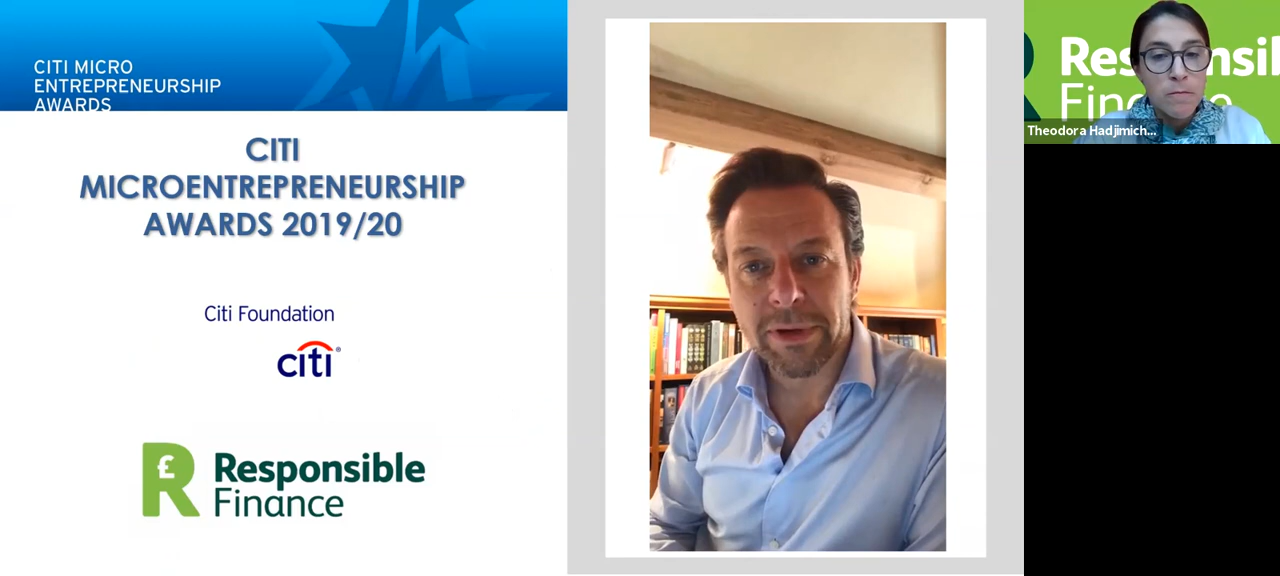 CITI MICRO
ENTREPRENEURSHIP
AWARDS
CITI
MICROENTREPRENEURSHIP
AWARDS 2019/20
Citi Foundation
citi®
£
Responsible
Finance
Theodora Hadjimich...